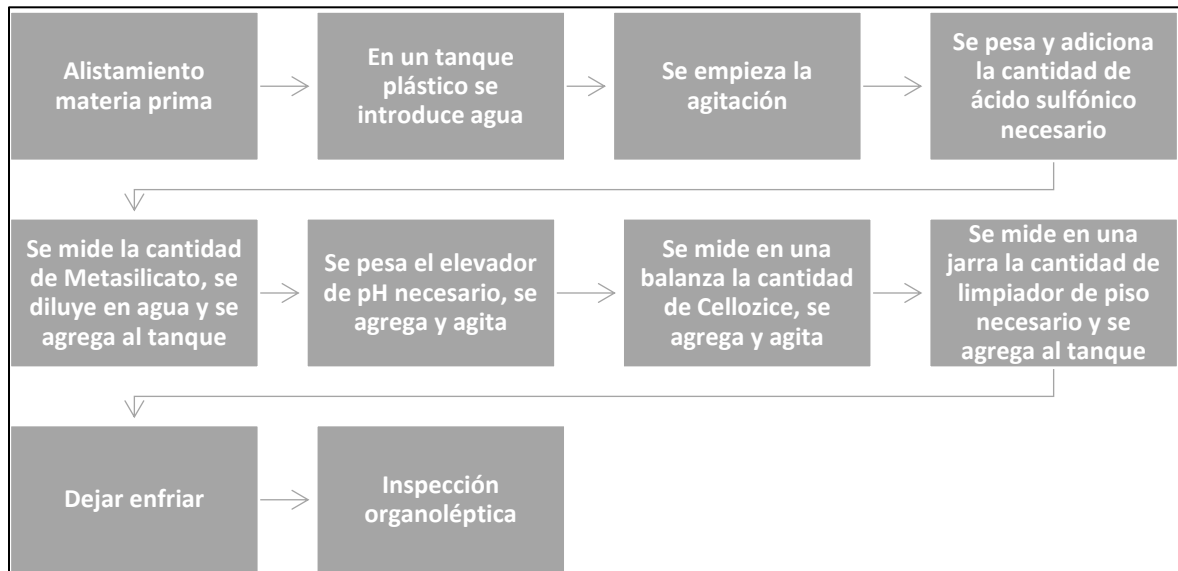 Alistamiento
materia prima
En un tanque
plástico se
introduce agua
Se empieza la
agitación
Se pesa y adiciona
la cantidad de
ácido sulfónico
necesario
Se mide la cantidad
de Metasilicato, se
diluye en agua y se
agrega al tanque
Se pesa el elevador
de pH necesario, se
agrega y agita
Se mide en una
balanza la cantidad
de Cellozice, se
agrega y agita
Se mide en una
jarra la cantidad de
limpiador de piso
necesario y se
agrega al tanque
Dejar enfriar
Inspección
organoléptica